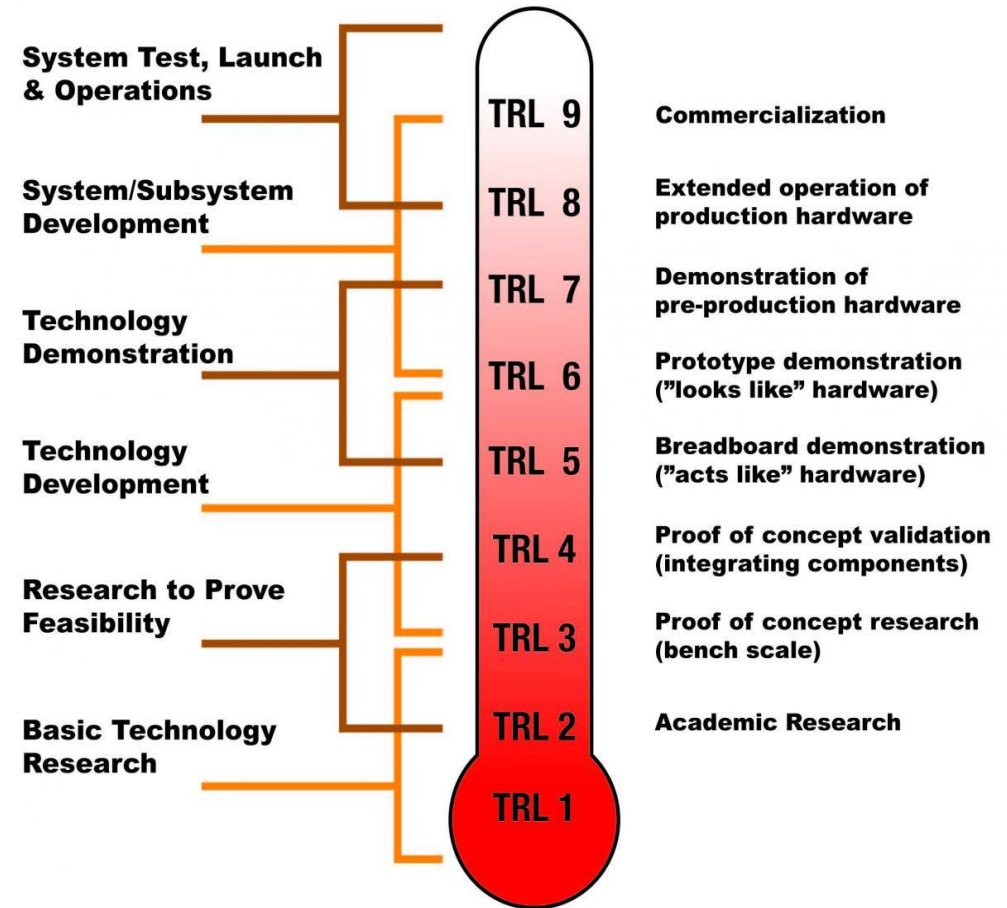 System Test, Launch
& Operations
System/Subsystem
Development
Technology
Demonstration
Technology
Development
Research to Prove
Feasibility
Basic Technology
Research
TRL 9
TRL 8
TRL 7
TRL 6
TRL 5
TRL 4
TRL 3
TRL 2
TRL 1
Commercialization
Extended operation of
production hardware
Demonstration of
pre-production hardware
Prototype demonstration
(”looks like” hardware)
Breadboard demonstration
(”acts like” hardware)
Proof of concept validation
(integrating components)
Proof of concept research
(bench scale)
Academic Research